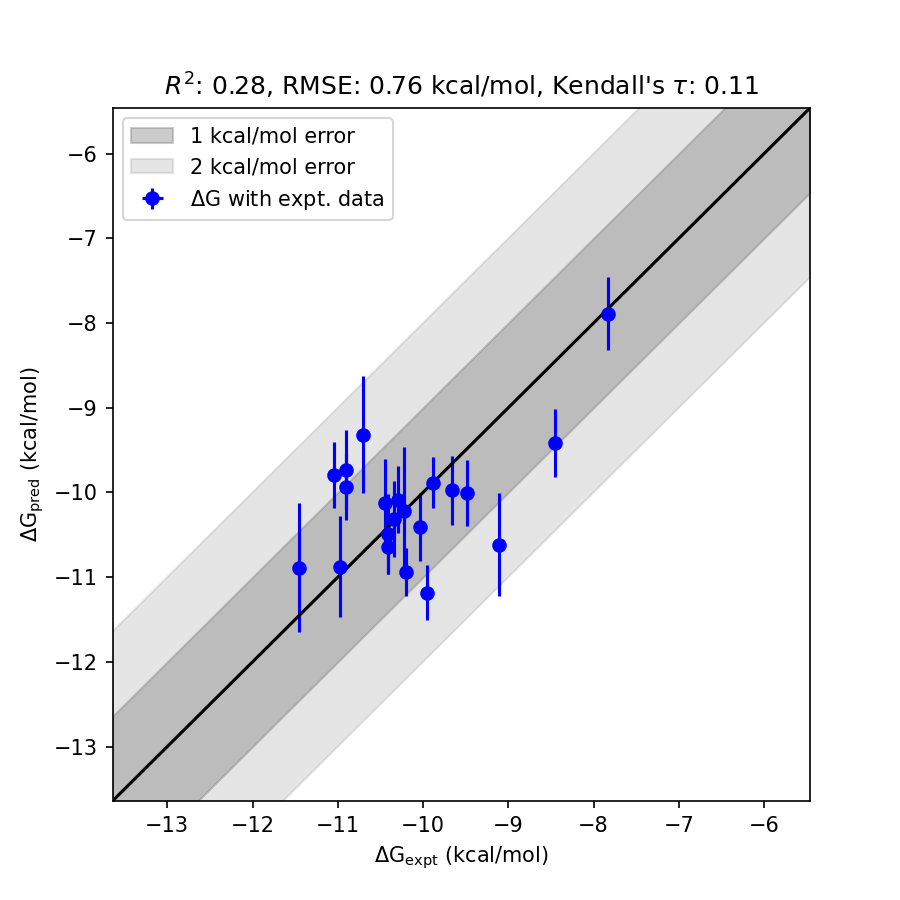 R²: 0.28, RMSE: 0.76 kcal/mol, Kendall's τ: 0.11
1 kcal/mol error
2 kcal/mol error
ΔG with expt. data
−6
−7
−8
−9
−10
−11
−12
−13
ΔGpred (kcal/mol)
−13 −12 −11 −10 −9 −8 −7 −6
ΔGexpt (kcal/mol)